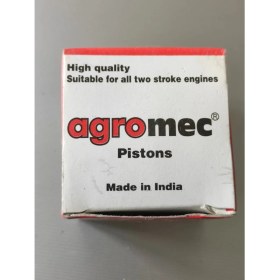 High quality
Suitable for all two stroke engines
agromec®
Pistons
Made in India